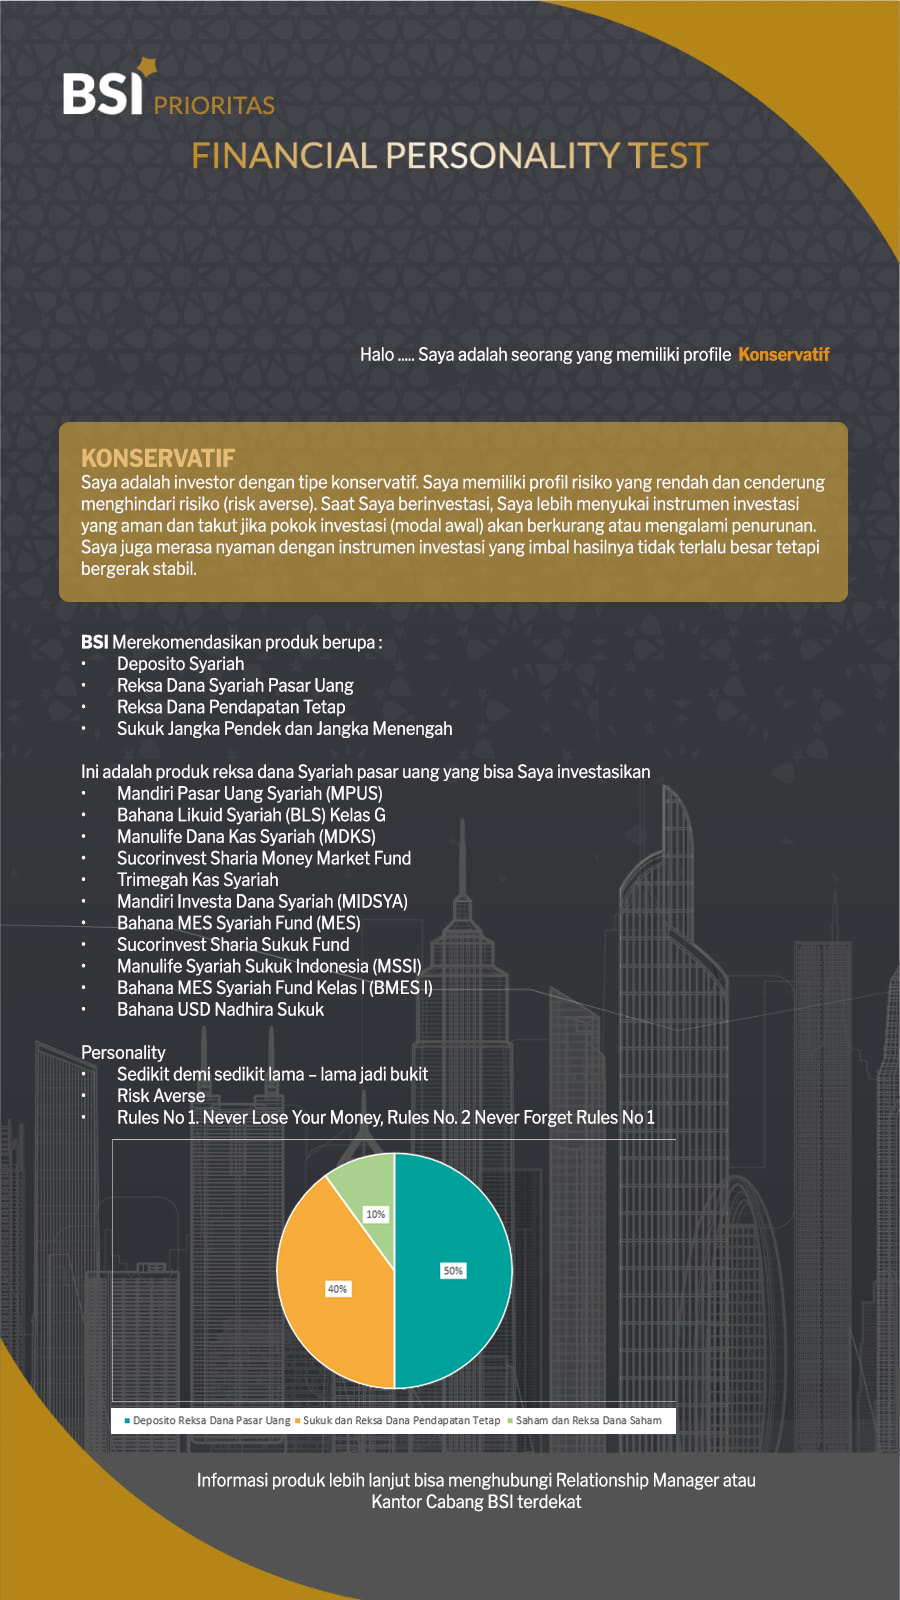 BSI PRIORITAS
FINANCIAL PERSONALITY TEST
Halo ..... Saya adalah seorang yang memiliki profile Konservatif
KONSERVATIF
Saya adalah investor dengan tipe konservatif. Saya memiliki profil risiko yang rendah dan cenderung
menghindari risiko (risk averse). Saat Saya berinvestasi, Saya lebih menyukai instrumen investasi
yang aman dan takut jika pokok investasi (modal awal) akan berkurang atau mengalami penurunan.
Saya juga merasa nyaman dengan instrumen investasi yang imbal hasilnya tidak terlalu besar tetapi
bergerak stabil.
BSI Merekomendasikan produk berupa :
• Deposito Syariah
• Reksa Dana Syariah Pasar Uang
• Reksa Dana Pendapatan Tetap
• Sukuk Jangka Pendek dan Jangka Menengah
Ini adalah produk reksa dana Syariah pasar uang yang bisa Saya investasikan
• Mandiri Pasar Uang Syariah (MPUS)
• Bahana Likuid Syariah (BLS) Kelas G
• Manulife Dana Kas Syariah (MDKS)
• Sucorinvest Sharia Money Market Fund
• Trimegah Kas Syariah
• Mandiri Investa Dana Syariah (MIDSYA)
• Bahana MES Syariah Fund (MES)
• Sucorinvest Sharia Sukuk Fund
• Manulife Syariah Sukuk Indonesia (MSSI)
• Bahana MES Syariah Fund Kelas I (BMES I)
• Bahana USD Nadhira Sukuk
Personality
• Sedikit demi sedikit lama – lama jadi bukit
• Risk Averse
• Rules No 1. Never Lose Your Money, Rules No. 2 Never Forget Rules No 1
10%
50%
40%
Deposito Reksa Dana Pasar Uang Sukuk dan Reksa Dana Pendapatan Tetap Saham dan Reksa Dana Saham
Informasi produk lebih lanjut bisa menghubungi Relationship Manager atau
Kantor Cabang BSI terdekat